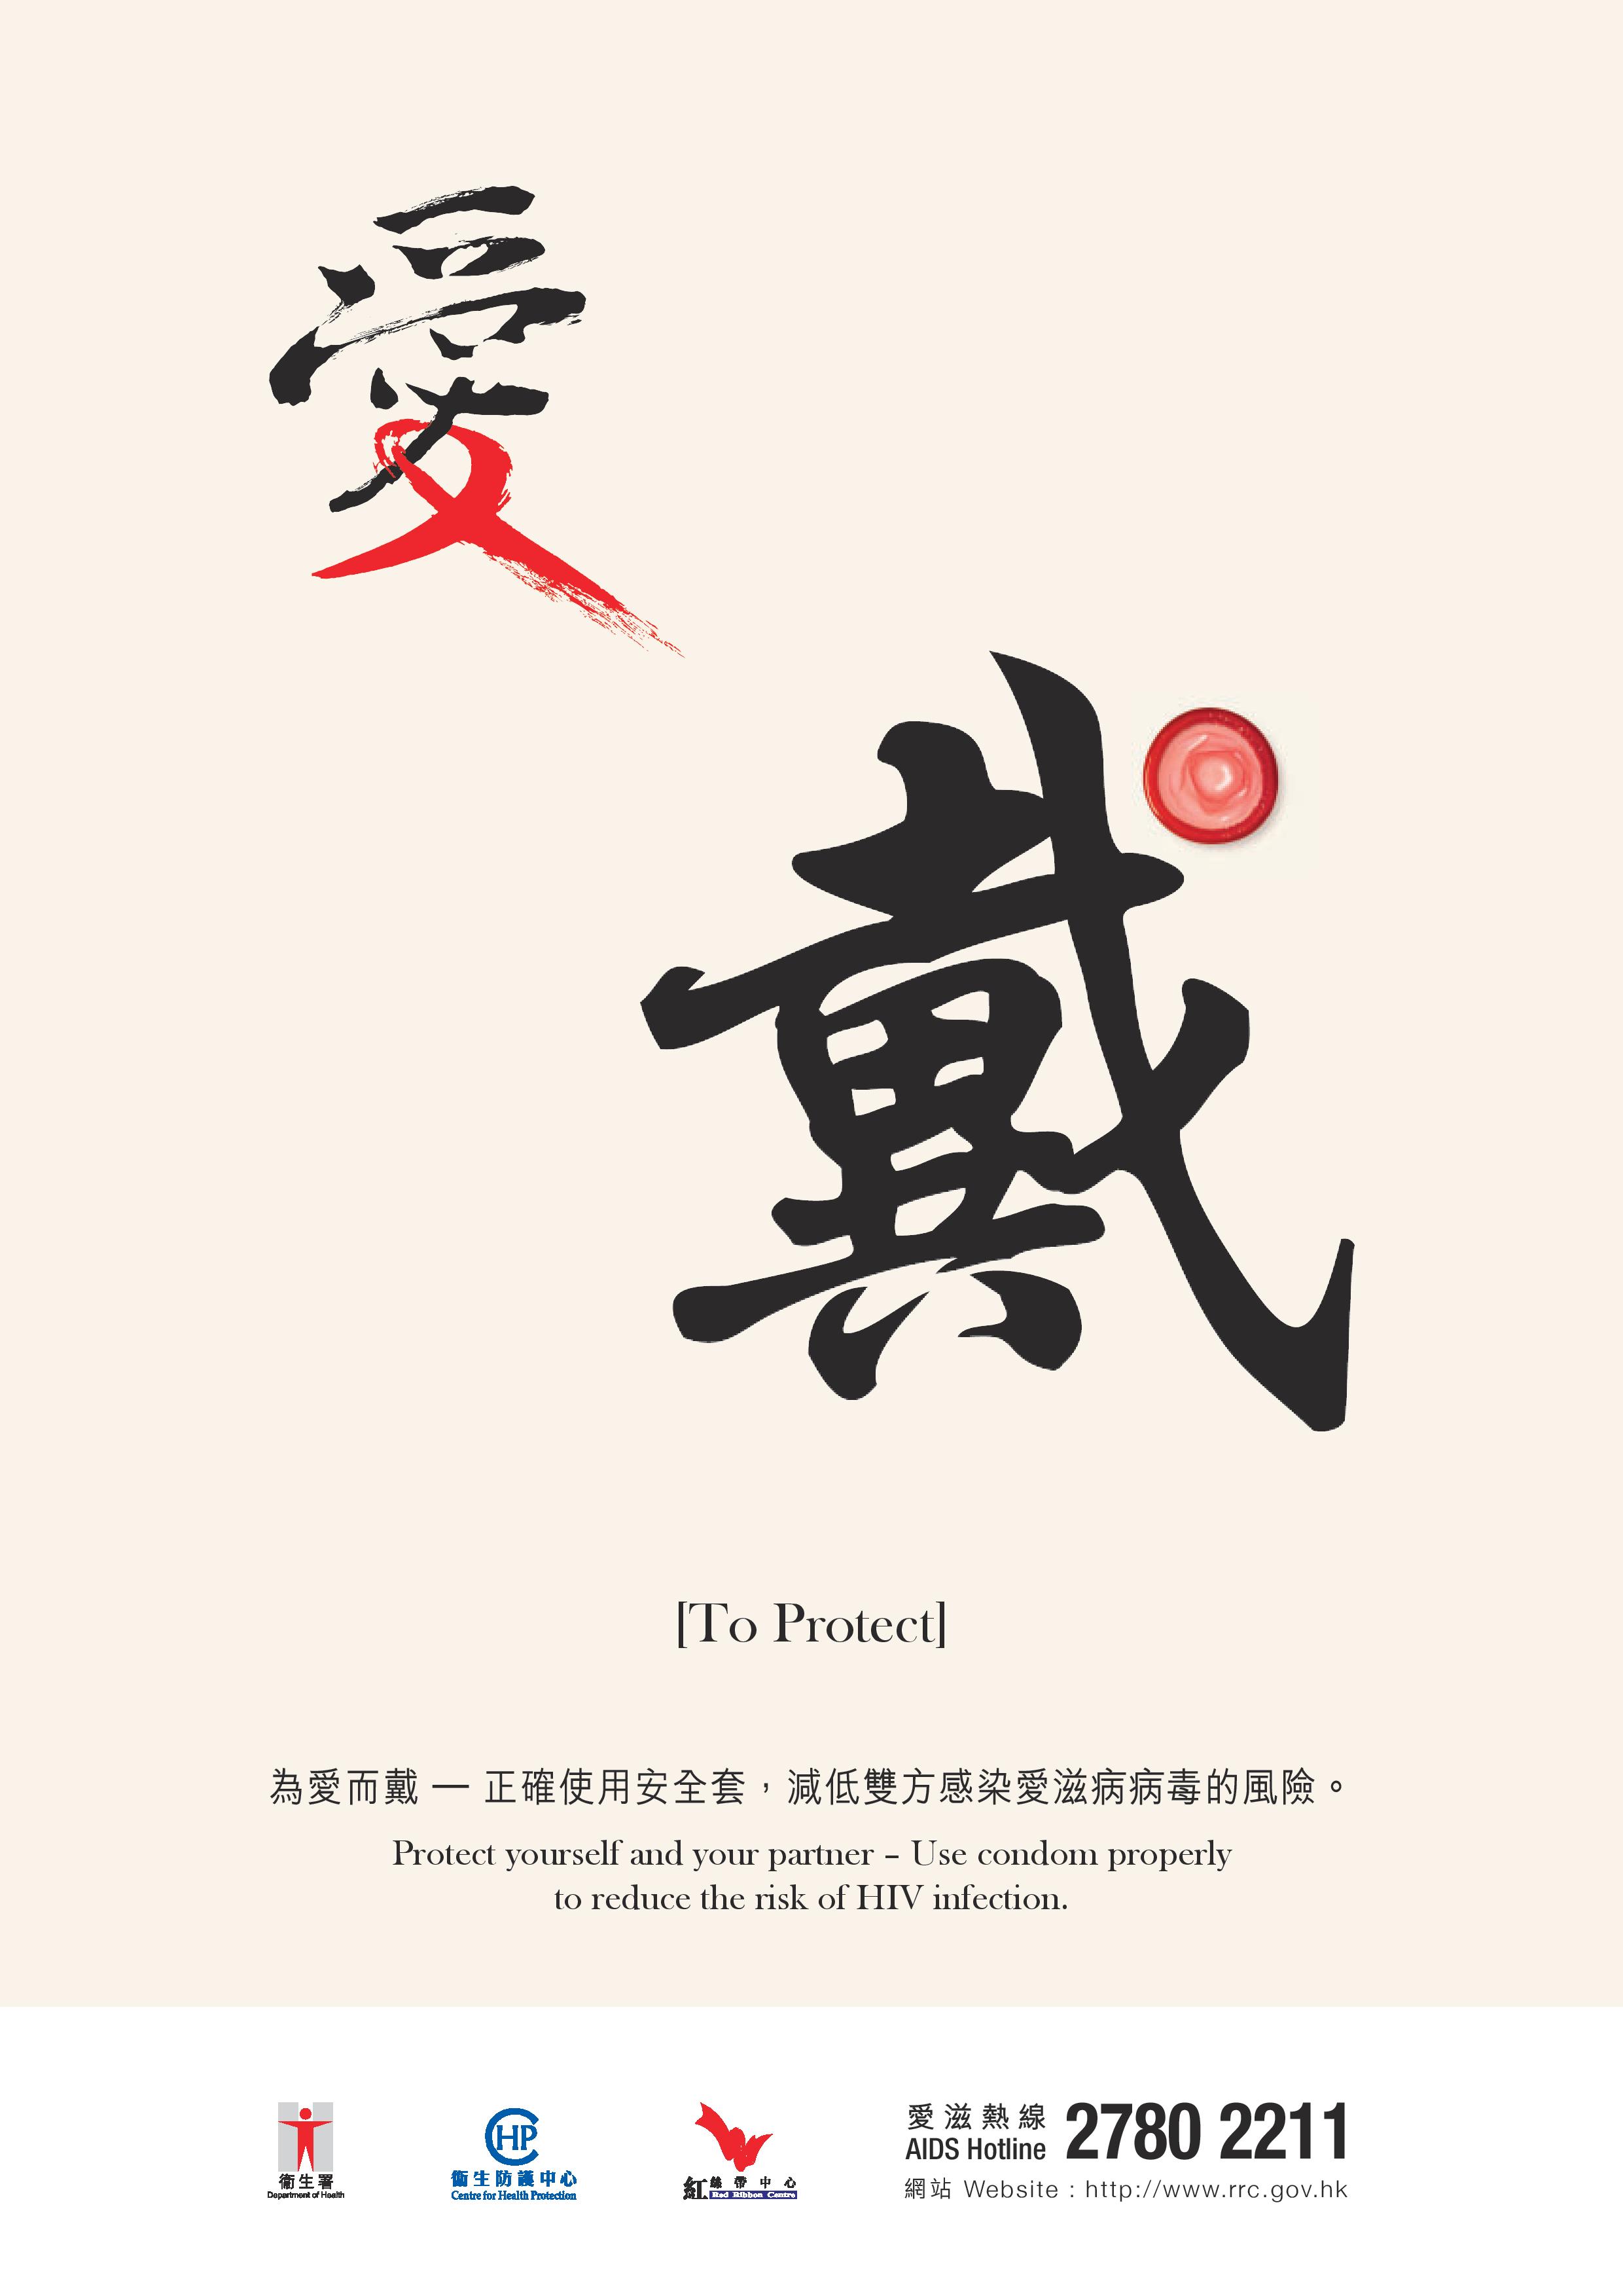 愛
戴
[To Protect]
為愛而戴 — 正確使用安全套，減低雙方感染愛滋病病毒的風險。
Protect yourself and your partner – Use condom properly
to reduce the risk of HIV infection.
衞生署
Department of Health
CHP
衞生防護中心
Centre for Health Protection
紅絲帶中心
Red Ribbon Centre
愛滋熱線
AIDS Hotline 2780 2211
網站 Website : http://www.rrc.gov.hk